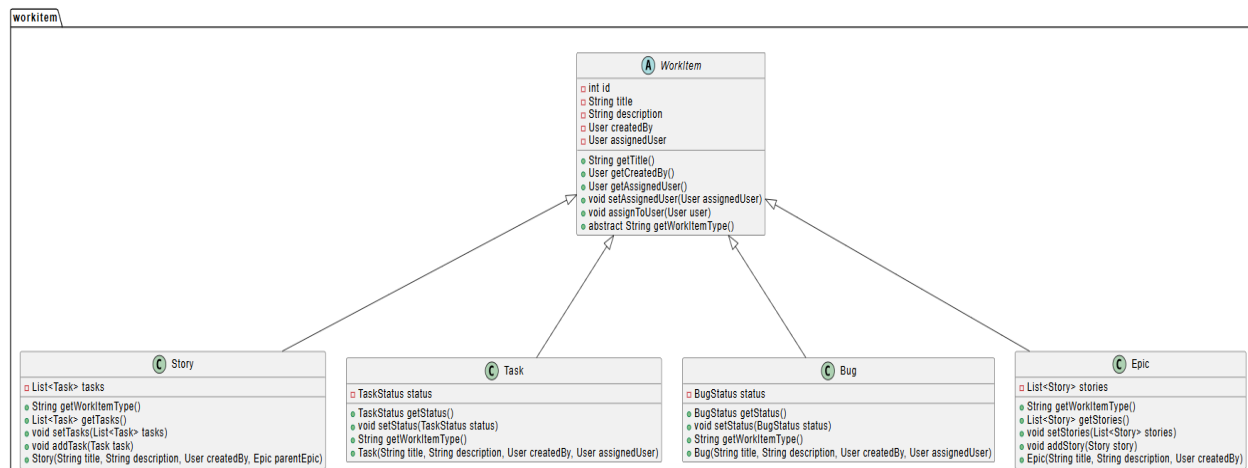 workitem
A WorkItem
int id
String title
String description
User createdBy
User assignedUser
String getTitle()
User getCreatedBy()
User getAssignedUser()
void setAssignedUser(User assignedUser)
void assignToUser(User user)
abstract String getWorkItemType()
C Story
List<Task> tasks
String getWorkItemType()
List<Task> getTasks()
void setTasks(List<Task> tasks)
void addTask(Task task)
Story(String title, String description, User createdBy, Epic parentEpic)
C Task
TaskStatus status
TaskStatus getStatus()
void setStatus(TaskStatus status)
String getWorkItemType()
Task(String title, String description, User createdBy, User assignedUser)
C Bug
BugStatus status
BugStatus getStatus()
void setStatus(BugStatus status)
String getWorkItemType()
Bug(String title, String description, User createdBy, User assignedUser)
C Epic
List<Story> stories
String getWorkItemType()
List<Story> getStories()
void setStories(List<Story> stories)
void addStory(Story story)
Epic(String title, String description, User createdBy)